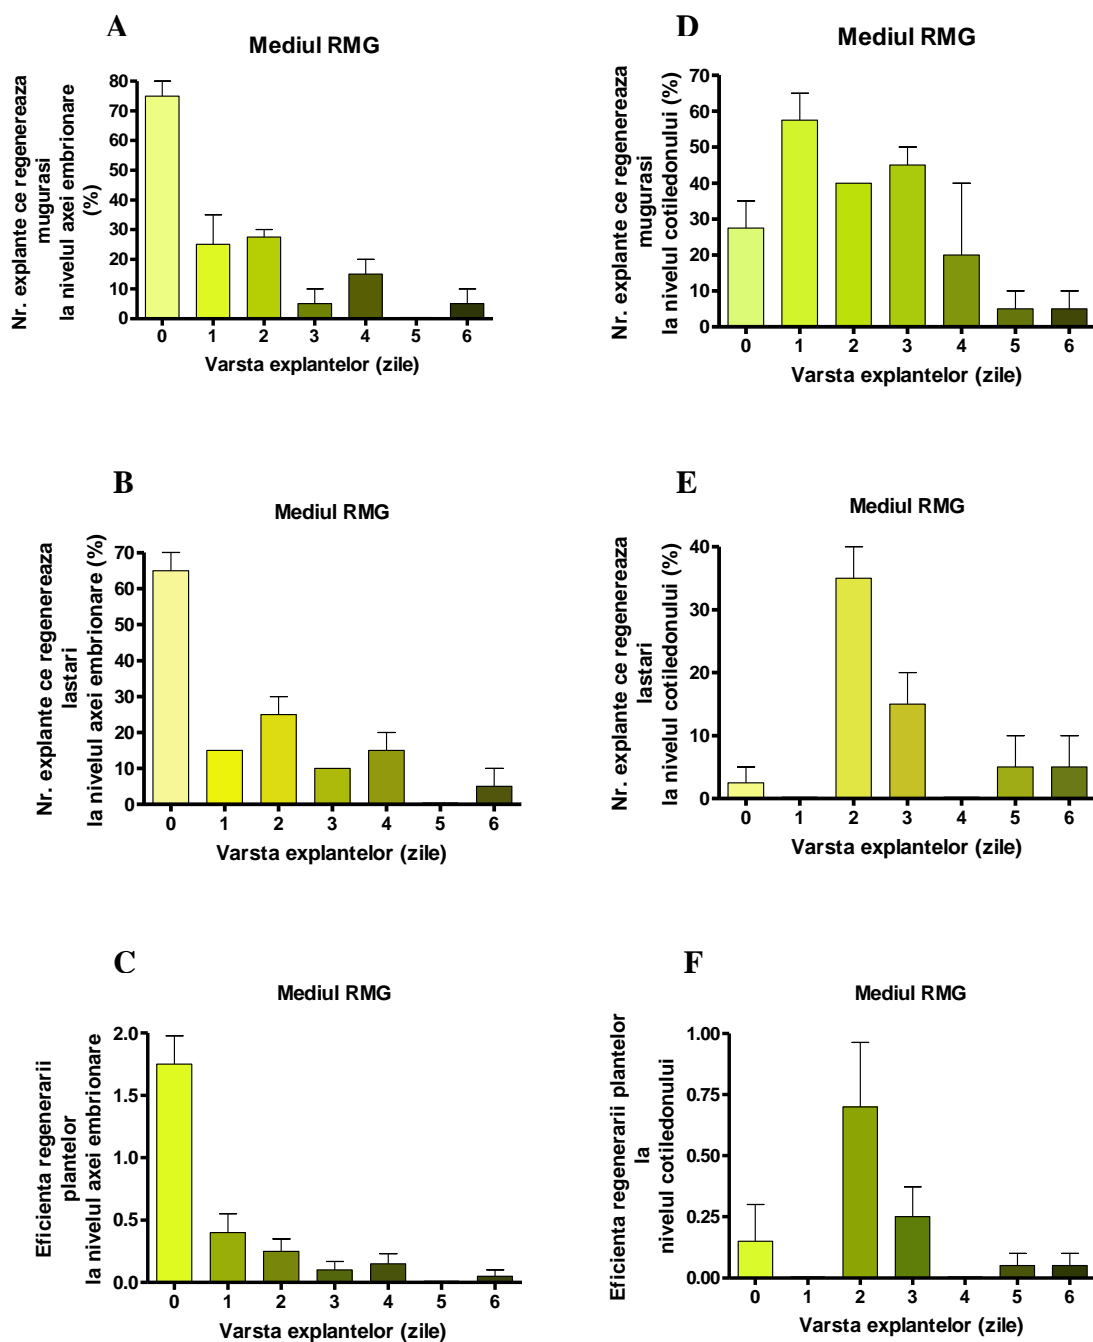 A
Mediul RMG
Nr. explante ce regenereaza
mugurasi
la nivelul axei embrionare
(%)
80
70
60
50
40
30
20
10
0
0 1 2 3 4 5 6
Varsta explantelor (zile)
D
Mediul RMG
Nr. explante ce regenereaza
mugurasi
la nivelul cotiledonului (%)
70
60
50
40
30
20
10
0
0 1 2 3 4 5 6
Varsta explantelor (zile)
B
Mediul RMG
Nr. explante ce regenereaza
lastari
la nivelul axei embrionare (%)
70
60
50
40
30
20
10
0
0 1 2 3 4 5 6
Varsta explantelor (zile)
E
Mediul RMG
Nr. explante ce regenereaza
lastari
la nivelul cotiledonului (%)
40
30
20
10
0
0 1 2 3 4 5 6
Varsta explantelor (zile)
C
Mediul RMG
Eficienta regenerarii
plantelor
la nivelul axei embrionare
2.0
1.5
1.0
0.5
0.0
0 1 2 3 4 5 6
Varsta explantelor (zile)
F
Mediul RMG
Eficienta regenerarii plantelor
la
nivelul cotiledonului
1.00
0.75
0.50
0.25
0.00
0 1 2 3 4 5 6
Varsta explantelor (zile)